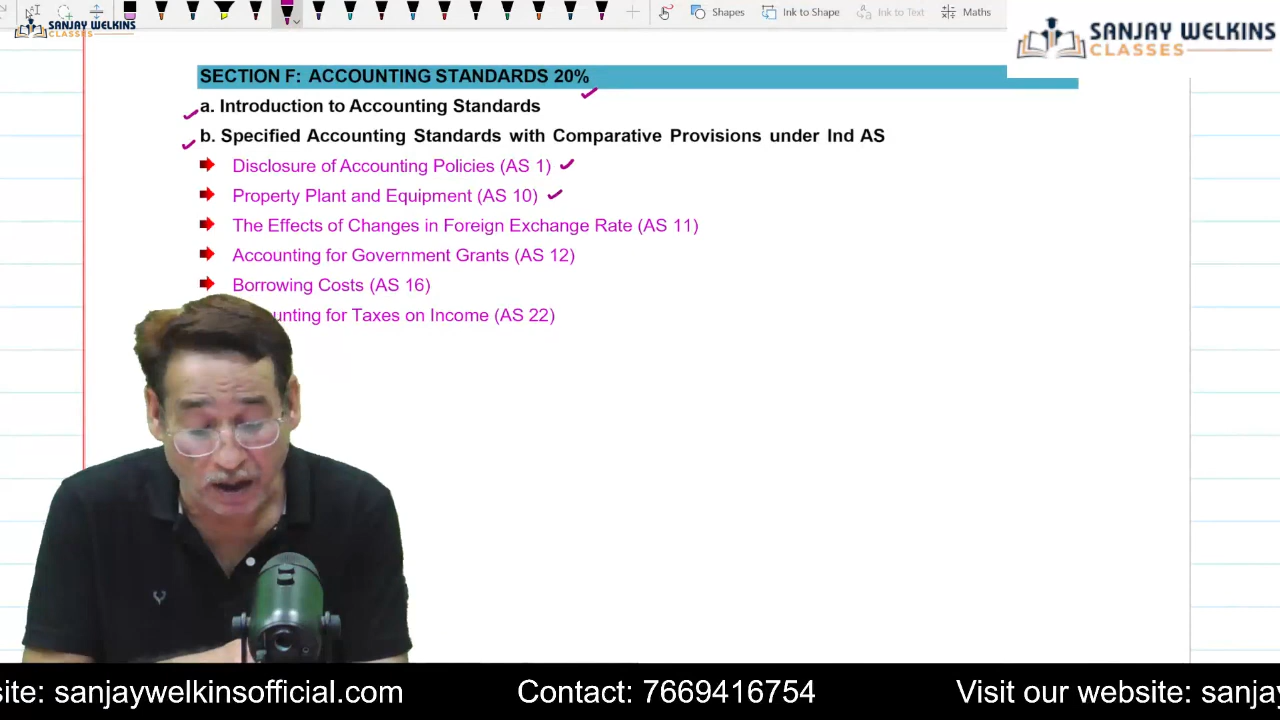 Shapes
Ink to Shape
Ink to Text
Maths
SANJAY WELKINS
CLASSES
SANJAY WELKINS
CLASSES
SECTION F: ACCOUNTING STANDARDS 20%
a. Introduction to Accounting Standards
b. Specified Accounting Standards with Comparative Provisions under Ind AS
Disclosure of Accounting Policies (AS 1)
Property Plant and Equipment (AS 10)
The Effects of Changes in Foreign Exchange Rate (AS 11)
Accounting for Government Grants (AS 12)
Borrowing Costs (AS 16)
unting for Taxes on Income (AS 22)
site: sanjaywelkinsofficial.com Contact: 7669416754 Visit our website: sanjay